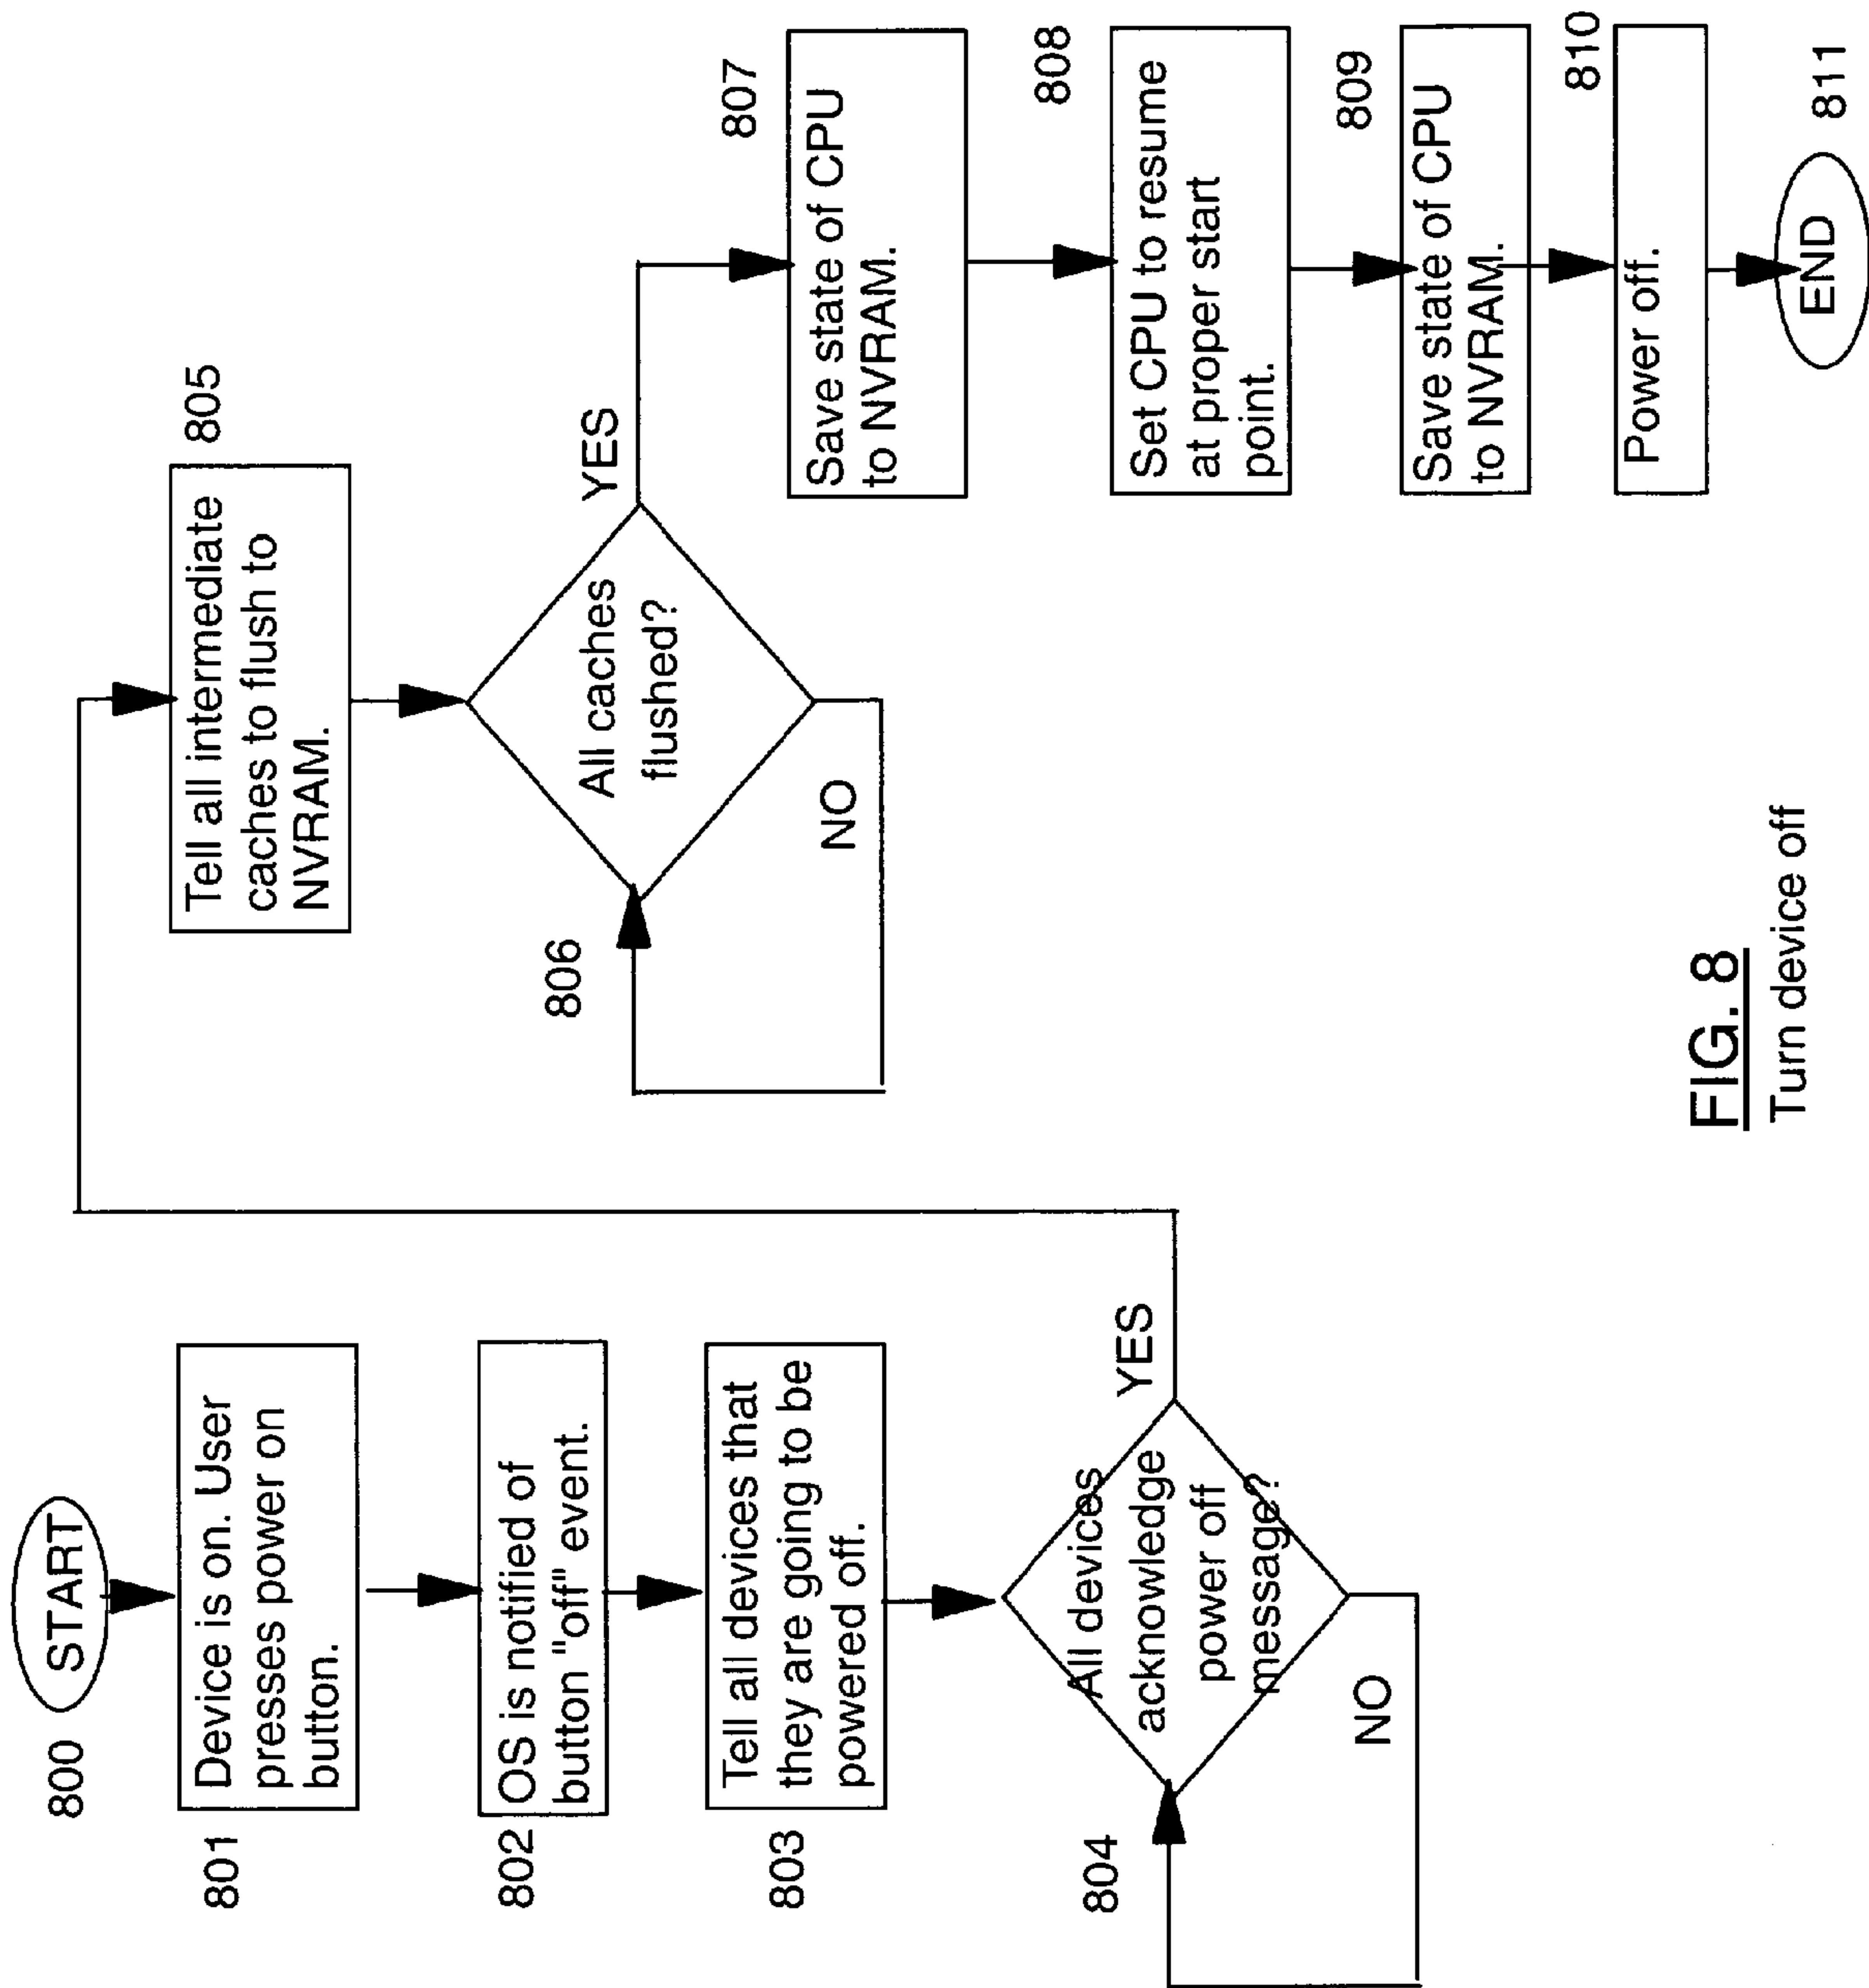 800
START
801
Device is on. User
presses power on
button.
802
OS is notified of
button "off" event.
803
Tell all devices that
they are going to be
powered off.
804
All devices
acknowledge
power off
message?
YES
NO
805
Tell all intermediate
caches to flush to
NVRAM.
806
All caches
flushed?
YES
NO
807
Save state of CPU
to NVRAM.
808
Set CPU to resume
at proper start
point.
809
Save state of CPU
to NVRAM.
810
Power off.
END
811
FIG. 8
Turn device off